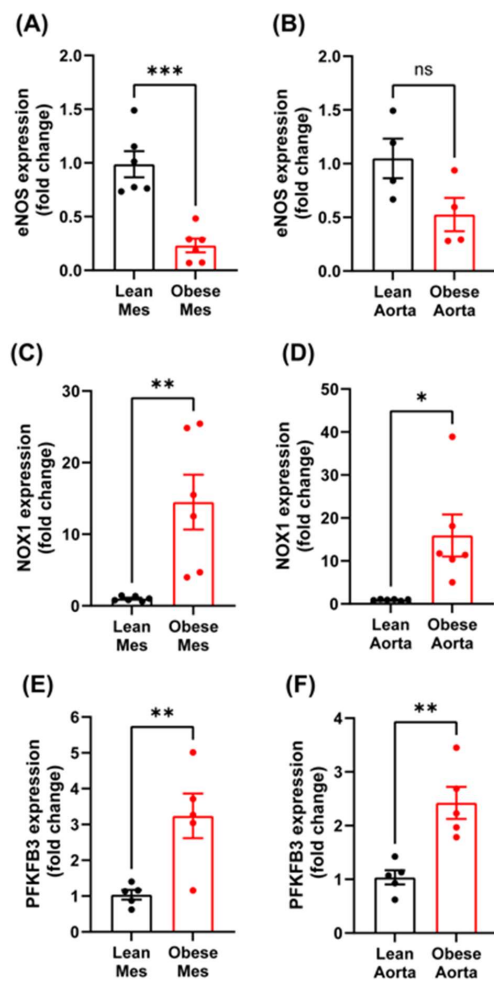 (A)
eNOS expression
(fold change)
2.0
1.5
1.0
0.5
0.0
***
Lean
Mes
Obese
Mes
(B)
eNOS expression
(fold change)
2.0
1.5
1.0
0.5
0.0
ns
Lean
Aorta
Obese
Aorta
(C)
NOX1 expression
(fold change)
30
20
10
0
**
Lean
Mes
Obese
Mes
(D)
NOX1 expression
(fold change)
50
40
30
20
10
0
*
Lean
Aorta
Obese
Aorta
(E)
PFKFB3 expression
(fold change)
6
5
4
3
2
1
0
**
Lean
Mes
Obese
Mes
(F)
PFKFB3 expression
(fold change)
4
3
2
1
0
**
Lean
Aorta
Obese
Aorta